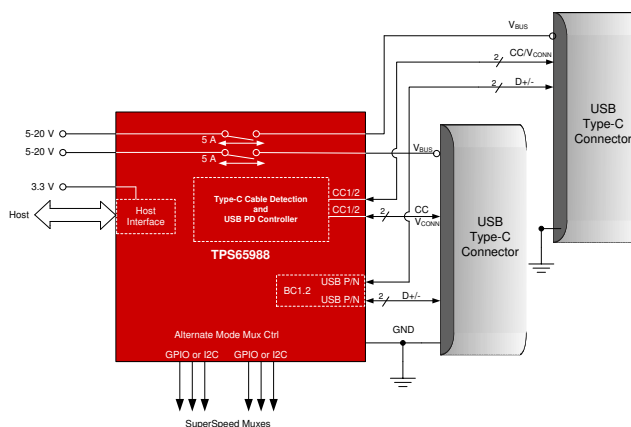 VBUS
CC/VCONN
2
D+/-
2
USB
Type-C
Connector
5-20 V
5 A
5-20 V
5 A
VBUS
3.3 V
Host
Host
Interface
Type-C Cable Detection
and
USB PD Controller
CC1/2
CC1/2
2
CC
VCONN
USB
Type-C
Connector
TPS65988
BC1.2
USB P/N
USB P/N
2
D+/-
Alternate Mode Mux Ctrl
GPIO or I2C
GPIO or I2C
GND
SuperSpeed Muxes